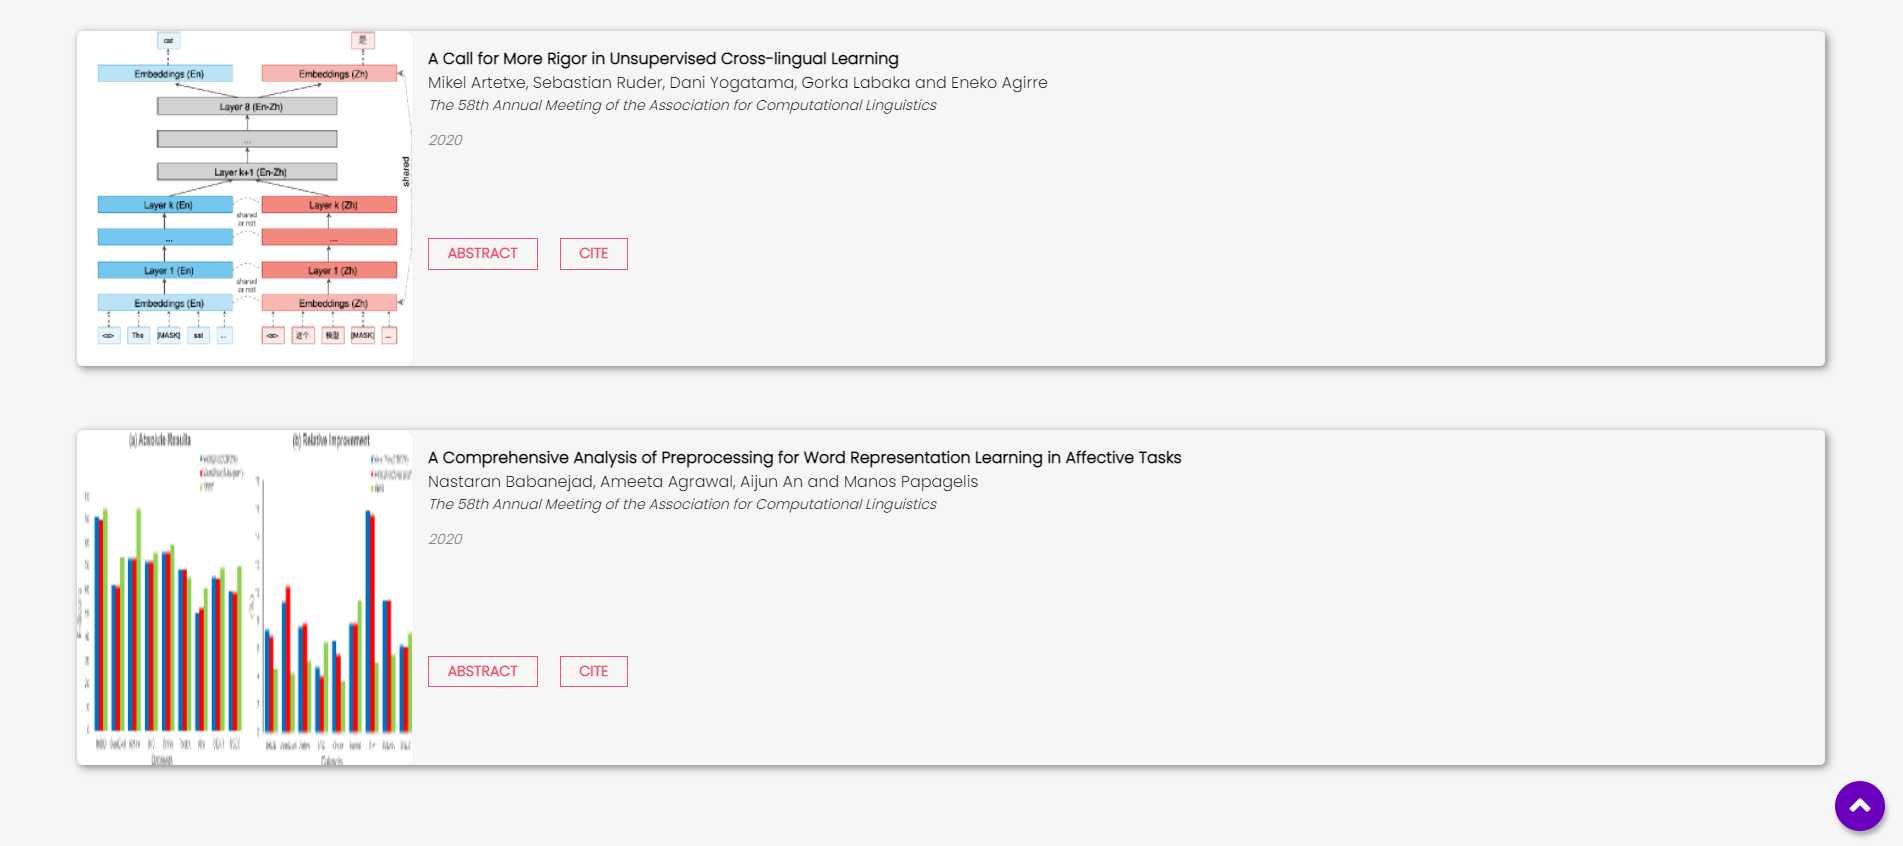 cat
是
Embeddings (En)
Embeddings (Zh)
Layer 8 (En-Zh)
...
Layer k+1 (En-Zh)
shared
Layer k (En)
shared
or not
Layer k (Zh)
...
...
Layer 1 (En)
shared
or not
Layer 1 (Zh)
Embeddings (En)
Embeddings (Zh)
<s> The [MASK] sat ...
<s> 这个 模型 [MASK] ...
A Call for More Rigor in Unsupervised Cross-lingual Learning
Mikel Artetxe, Sebastian Ruder, Dani Yogatama, Gorka Labaka and Eneko Agirre
The 58th Annual Meeting of the Association for Computational Linguistics
2020
ABSTRACT
CITE
(a) Absolute Results
(b) Relative Improvement
Datasets
Datasets
A Comprehensive Analysis of Preprocessing for Word Representation Learning in Affective Tasks
Nastaran Babanejad, Ameeta Agrawal, Aijun An and Manos Papagelis
The 58th Annual Meeting of the Association for Computational Linguistics
2020
ABSTRACT
CITE